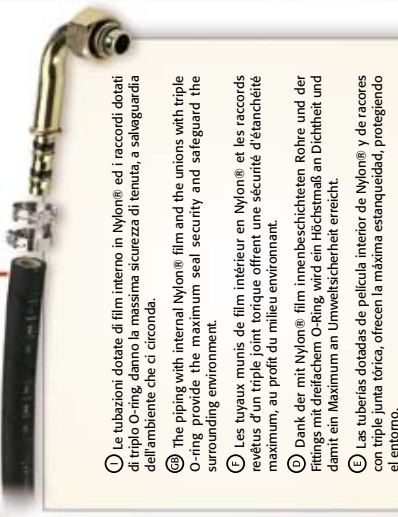 I Le tubazioni dotate di film interno in Nylon® ed i raccordi dotati
di triplo O-ring, danno la massima sicurezza di tenuta, a salvaguardia
dell'ambiente che ci circonda.
GB The piping with internal Nylon® film and the unions with triple
O-ring provide the maximum seal security and safeguard the
surrounding environment.
F Les tuyaux munis de film intérieur en Nylon® et les raccords
revêtus d'un triple joint torique offrent une sécurité d'étanchéité
maximum, au profit du milieu environnant.
D Dank der mit Nylon® film innenbeschichteten Rohre und der
Fittings mit dreifachem O-Ring, wird ein Höchstmaß an Dichtheit und
damit ein Maximum an Umweltsicherheit erreicht.
E Las tuberías dotadas de película interior de Nylon® y de racores
con triple junta tórica, ofrecen la máxima estanqueidad, protegiendo
el entorno.